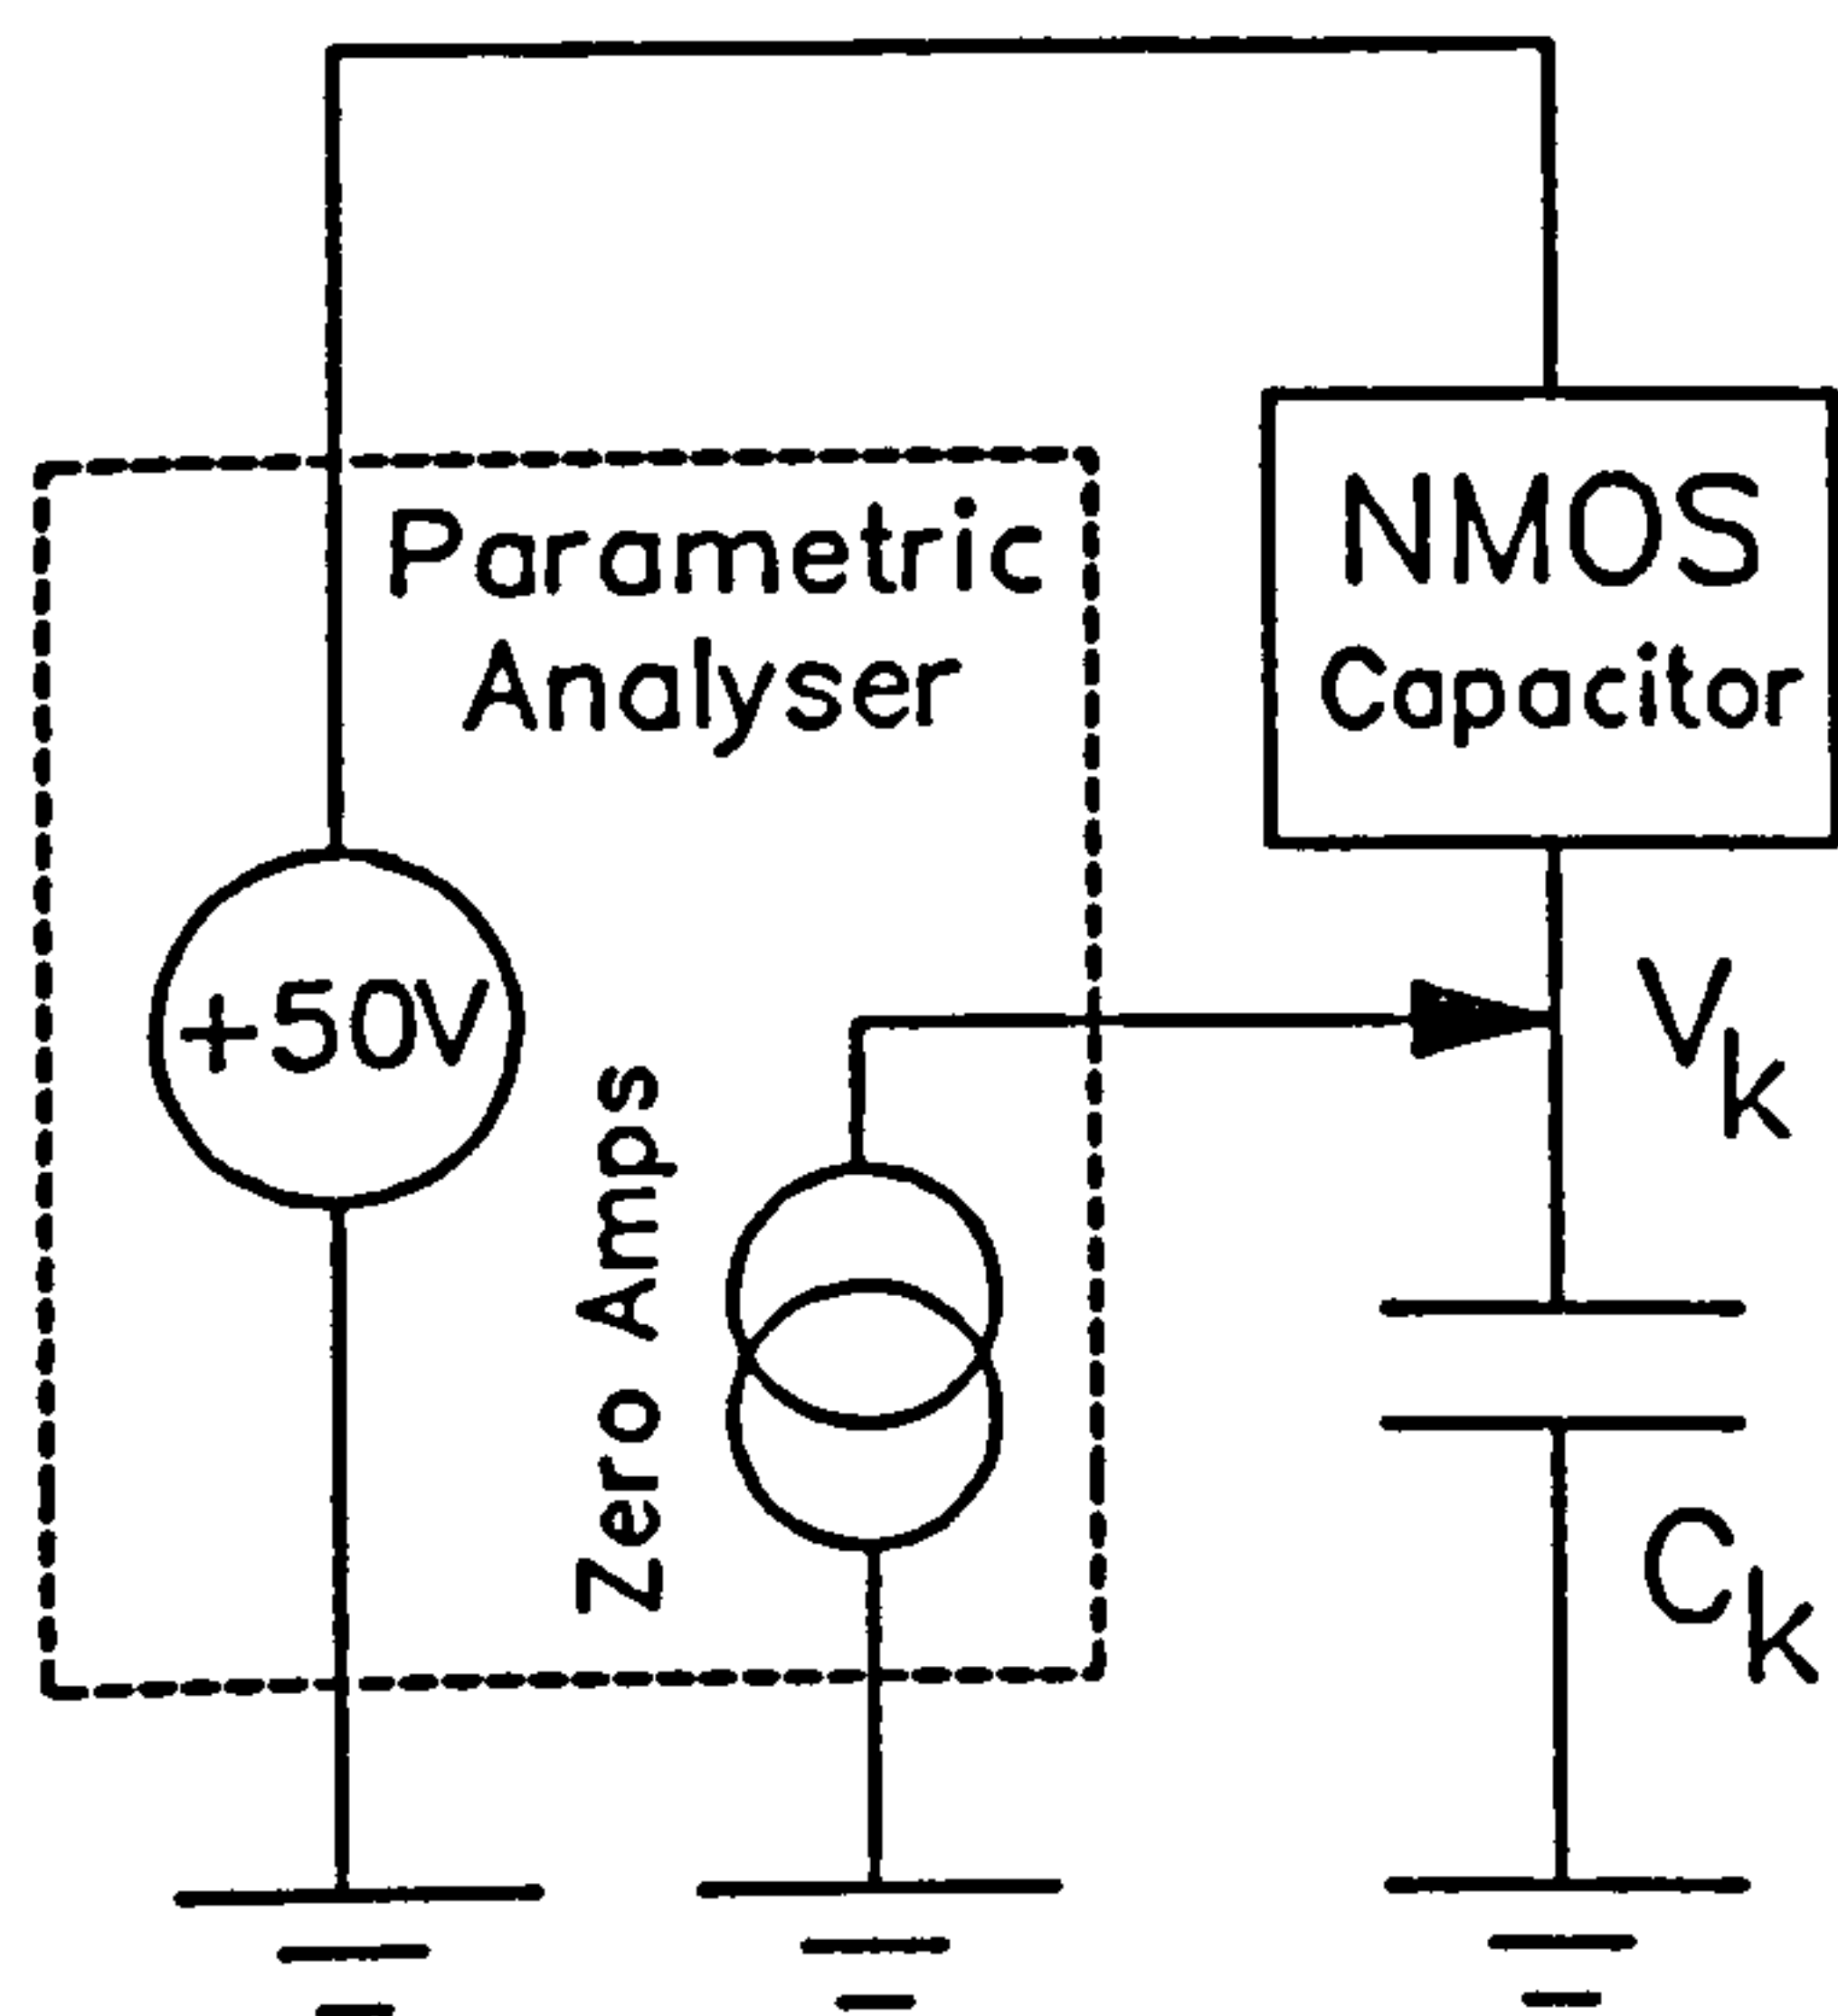 Parametric
Analyser
NMOS
Capacitor
+50V
Zero Amps
Vk
Ck